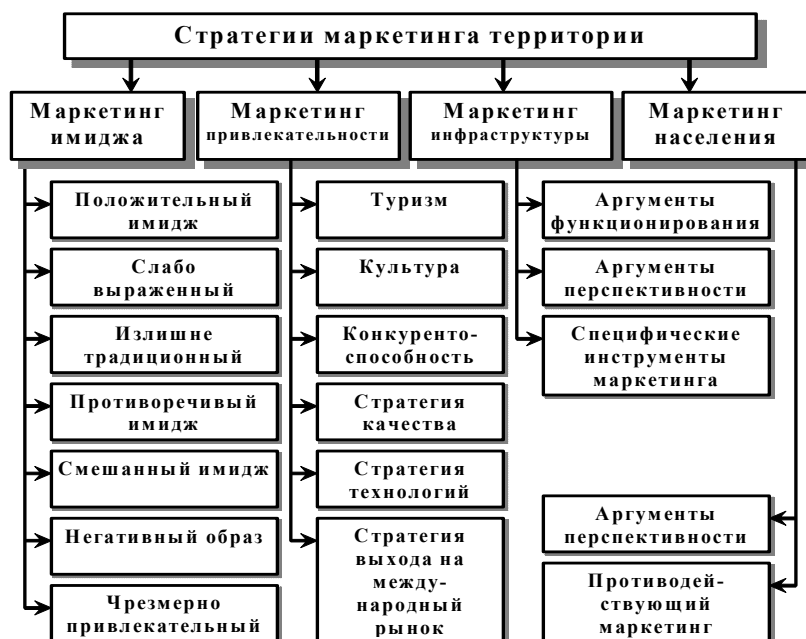 Стратегии маркетинга территории
Маркетинг
имиджа
Маркетинг
привлекательности
Маркетинг
инфраструктуры
Маркетинг
населения
Положительный
имидж
Слабо
выраженный
Излишне
традиционный
Противоречивый
имидж
Смешанный имидж
Негативный образ
Чрезмерно
привлекательный
Туризм
Культура
Конкуренто-
способность
Стратегия
качества
Стратегия
технологий
Стратегия
выхода на
между-
народный
рынок
Аргументы
функционирования
Аргументы
перспективности
Специфические
инструменты
маркетинга
Аргументы
перспективности
Противодей-
ствующий
маркетинг